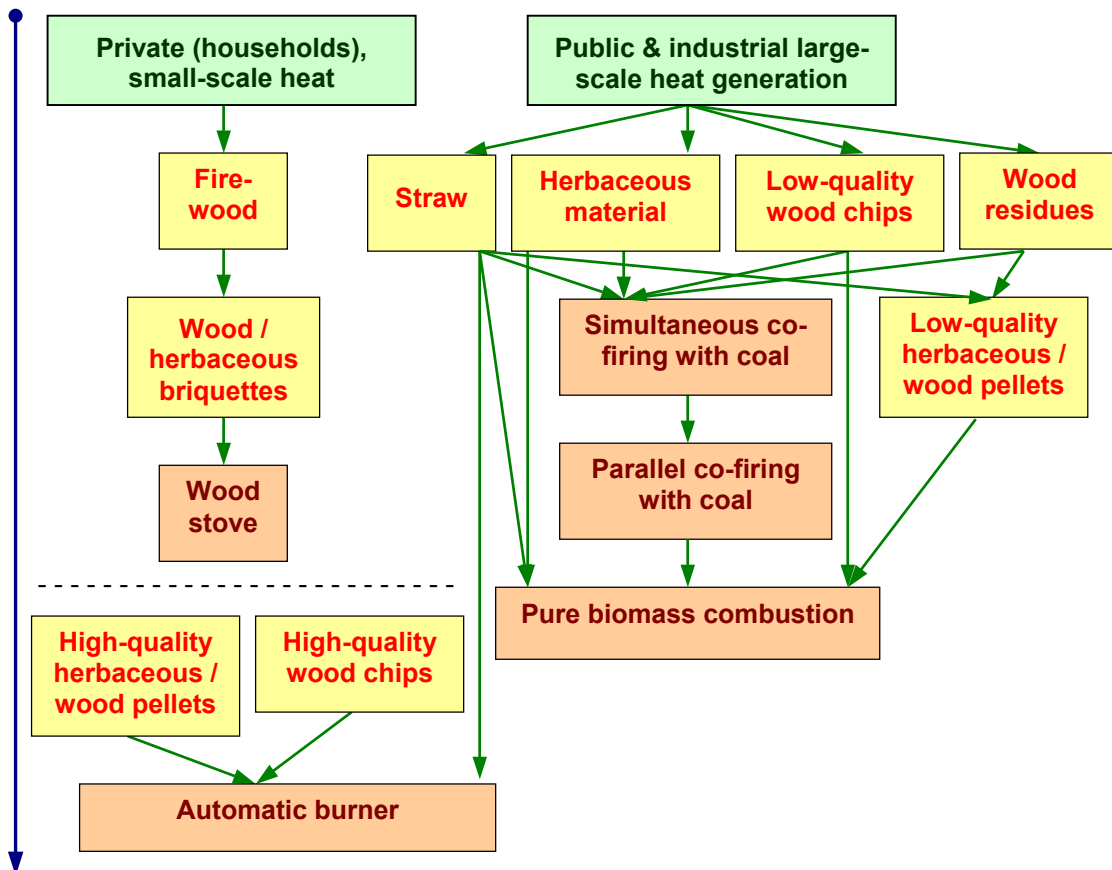 Private (households),
small-scale heat
Public & industrial large-
scale heat generation
Fire-
wood
Straw
Herbaceous
material
Low-quality
wood chips
Wood
residues
Wood /
herbaceous
briquettes
Simultaneous co-
firing with coal
Low-quality
herbaceous /
wood pellets
Wood
stove
Parallel co-firing
with coal
Pure biomass combustion
High-quality
herbaceous /
wood pellets
High-quality
wood chips
Automatic burner